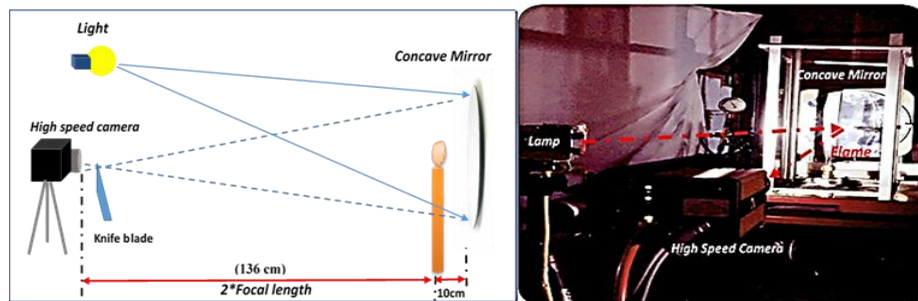 Light
Concave Mirror
High speed camera
Knife blade
(136 cm)
2*Focal length
10cm
Concave Mirror
Lamp
Flame
High Speed Camera